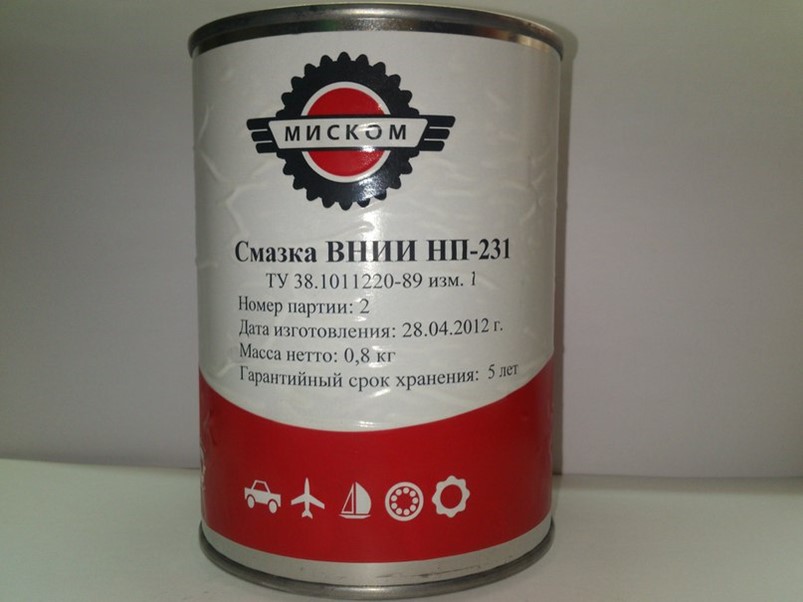 МИСКОМ
Смазка ВНИИ НП-231
ТУ 38.1011220-89 изм. 1
Номер партии: 2
Дата изготовления: 28.04.2012 г.
Масса нетто: 0,8 кг
Гарантийный срок хранения: 5 лет